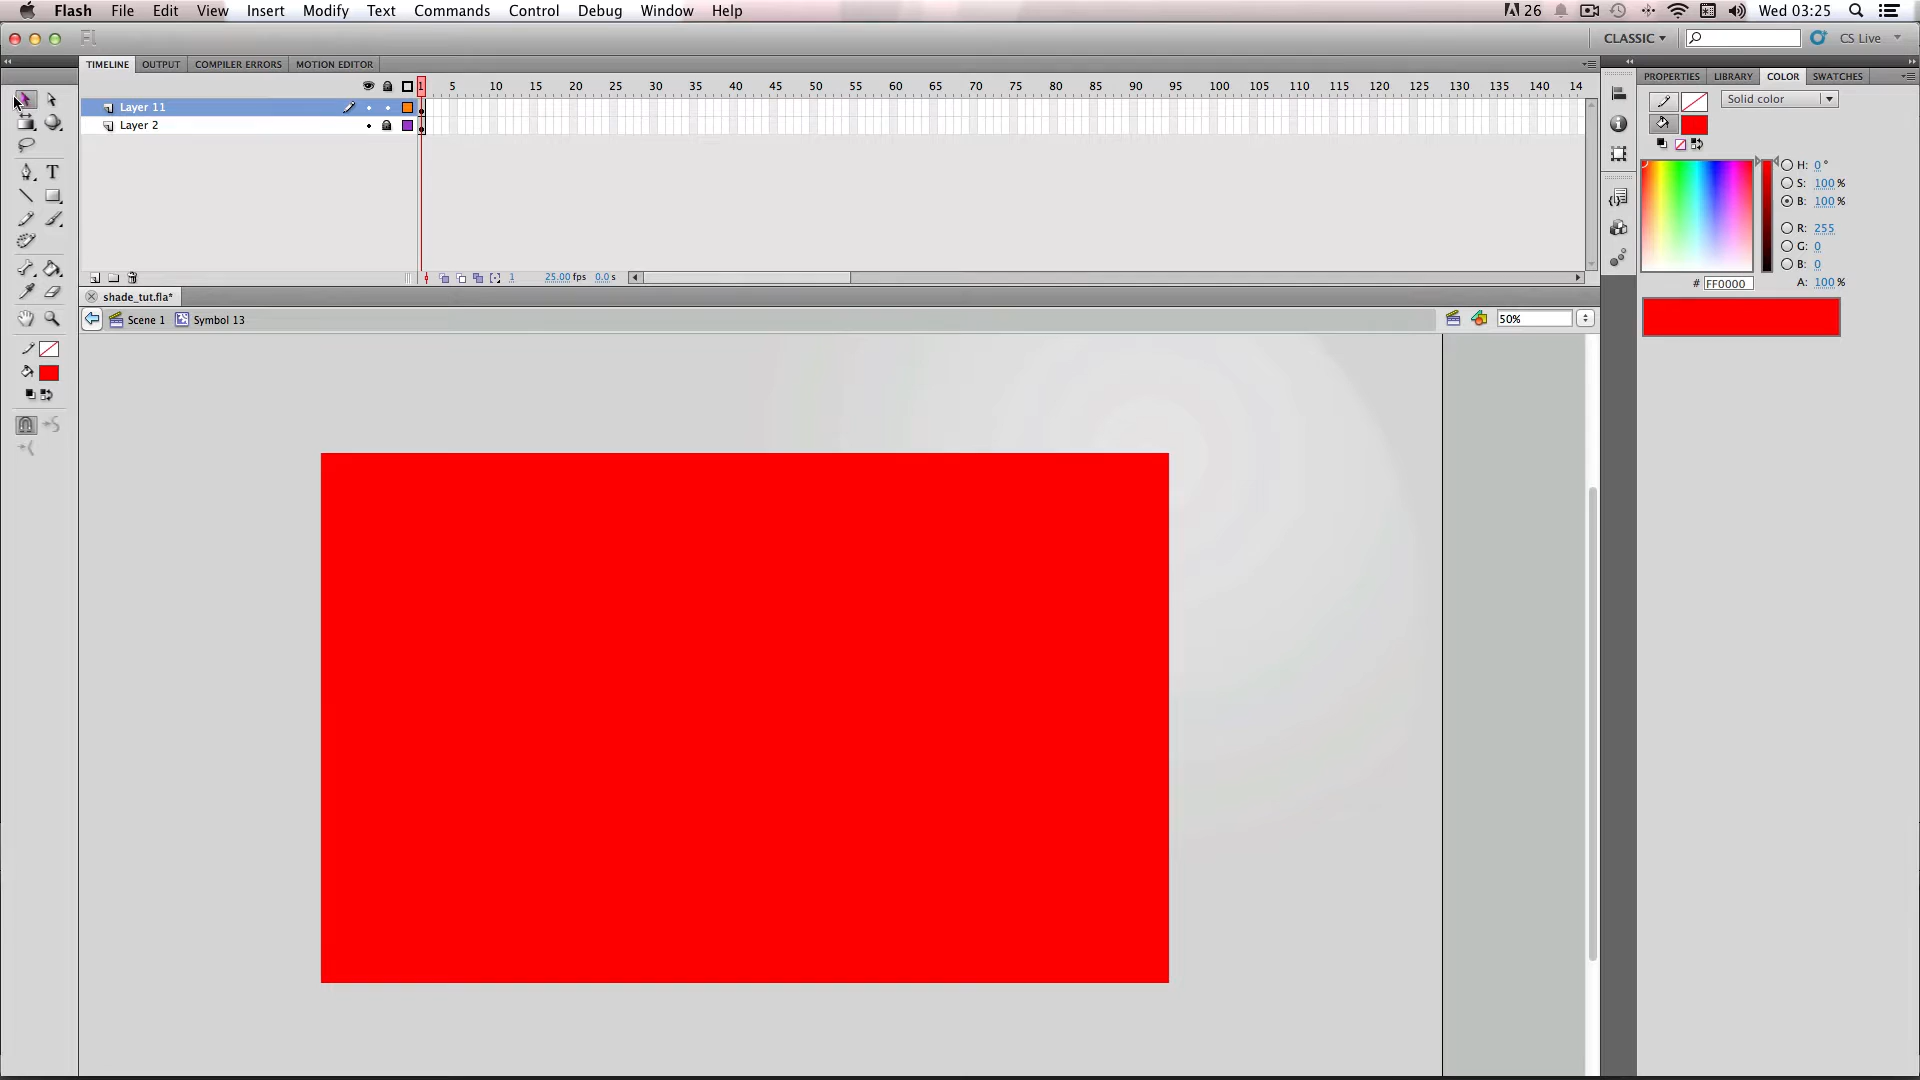 Flash File Edit View Insert Modify Text Commands Control Debug Window Help 26 Wed 03:25
Fl CLASSIC CS Live
TIMELINE OUTPUT COMPILER ERRORS MOTION EDITOR
PROPERTIES LIBRARY COLOR SWATCHES
1 5 10 15 20 25 30 35 40 45 50 55 60 65 70 75 80 85 90 95 100 105 110 115 120 125 130 135 140 14
Layer 11
Layer 2
T
1 25.00 fps 0.0 s
shade_tut.fla*
Scene 1 Symbol 13 50%
Solid color
H: 0 °
S: 100 %
B: 100 %
R: 255
G: 0
B: 0
# FF0000 A: 100 %